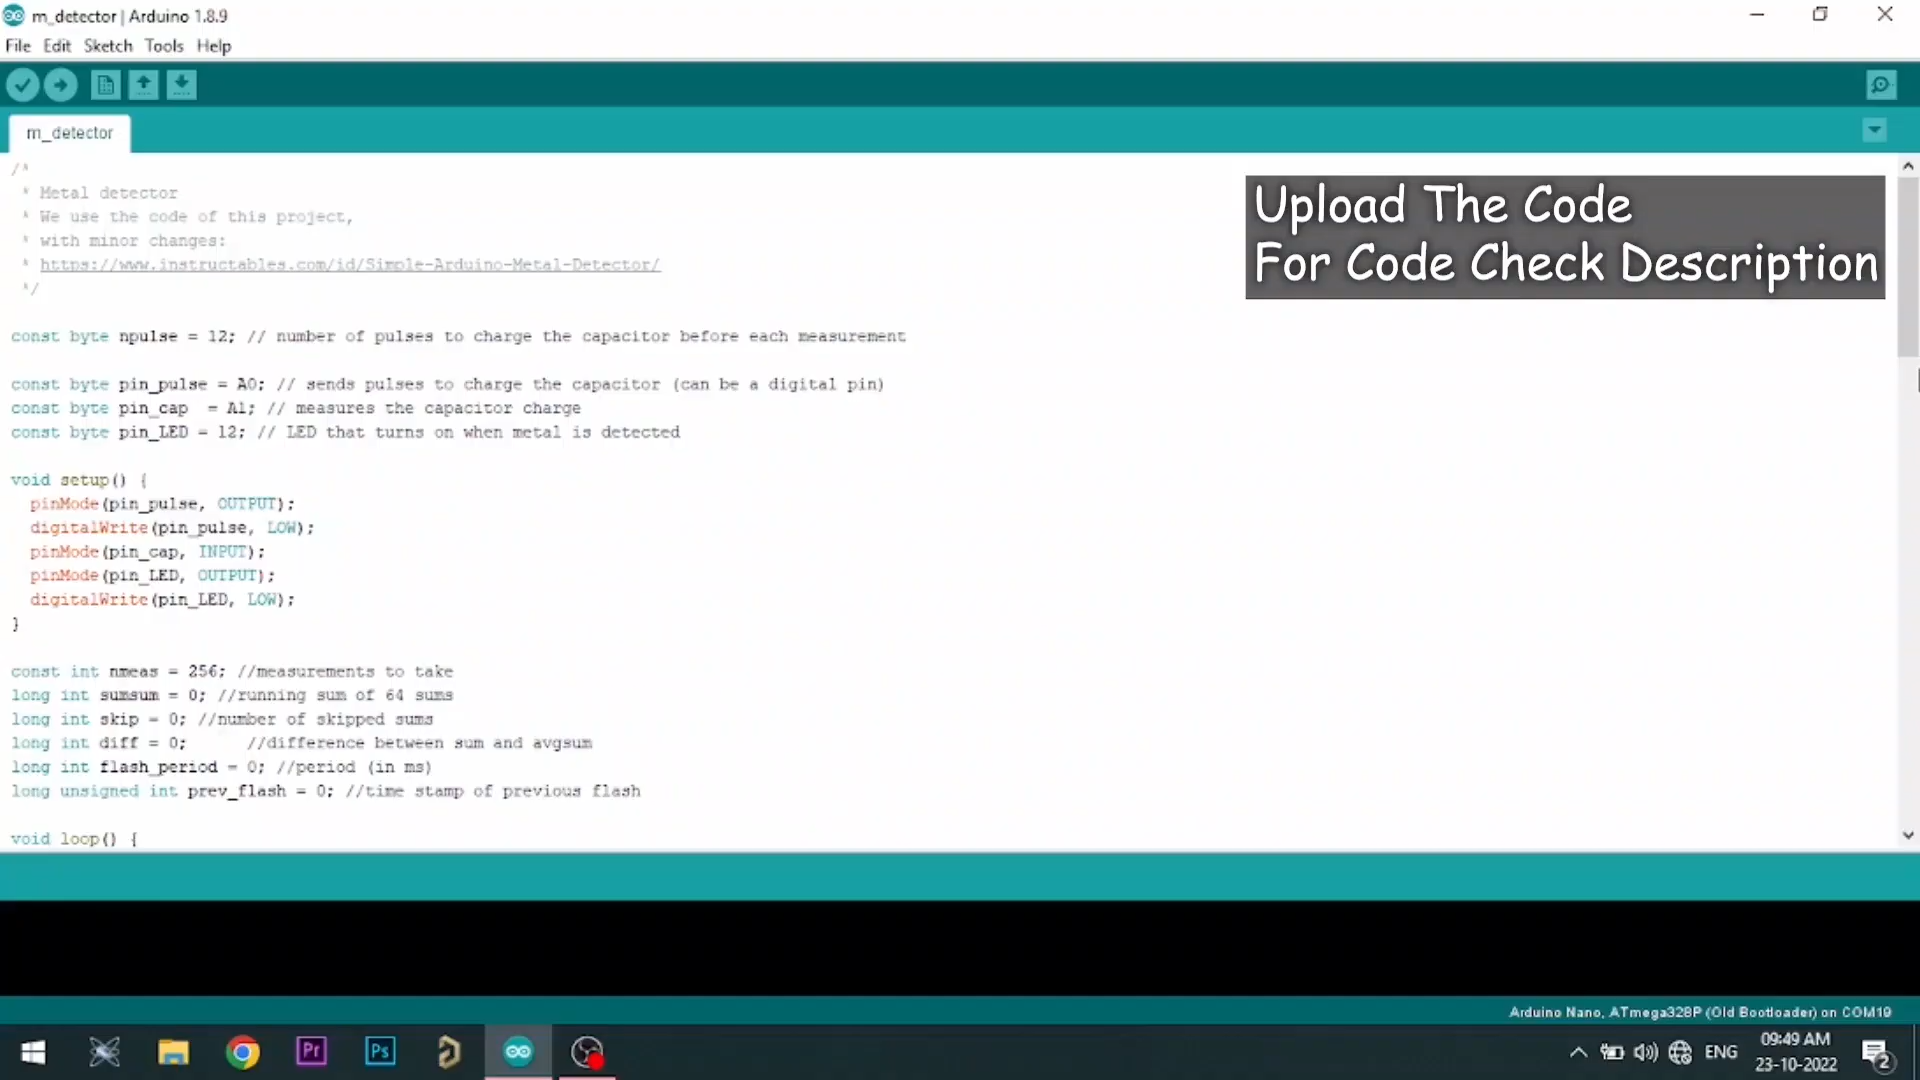 m_detector | Arduino 1.8.9
File Edit Sketch Tools Help
m_detector
/*
* Metal detector
* We use the code of this project,
* with minor changes:
* https://www.instructables.com/id/Simple-Arduino-Metal-Detector/
*/
Upload The Code
For Code Check Description
const byte npulse = 12; // number of pulses to charge the capacitor before each measurement
const byte pin_pulse = A0; // sends pulses to charge the capacitor (can be a digital pin)
const byte pin_cap  = A1; // measures the capacitor charge
const byte pin_LED = 12; // LED that turns on when metal is detected
void setup() {
pinMode(pin_pulse, OUTPUT);
digitalWrite(pin_pulse, LOW);
pinMode(pin_cap, INPUT);
pinMode(pin_LED, OUTPUT);
digitalWrite(pin_LED, LOW);
}
const int nmeas = 256; //measurements to take
long int sumsum = 0; //running sum of 64 sums
long int skip = 0; //number of skipped sums
long int diff = 0;      //difference between sum and avgsum
long int flash_period = 0; //period (in ms)
long unsigned int prev_flash = 0; //time stamp of previous flash
void loop() {
Arduino Nano, ATmega328P (Old Bootloader) on COM19
Pr
Ps
ENG
09:49 AM
23-10-2022
2